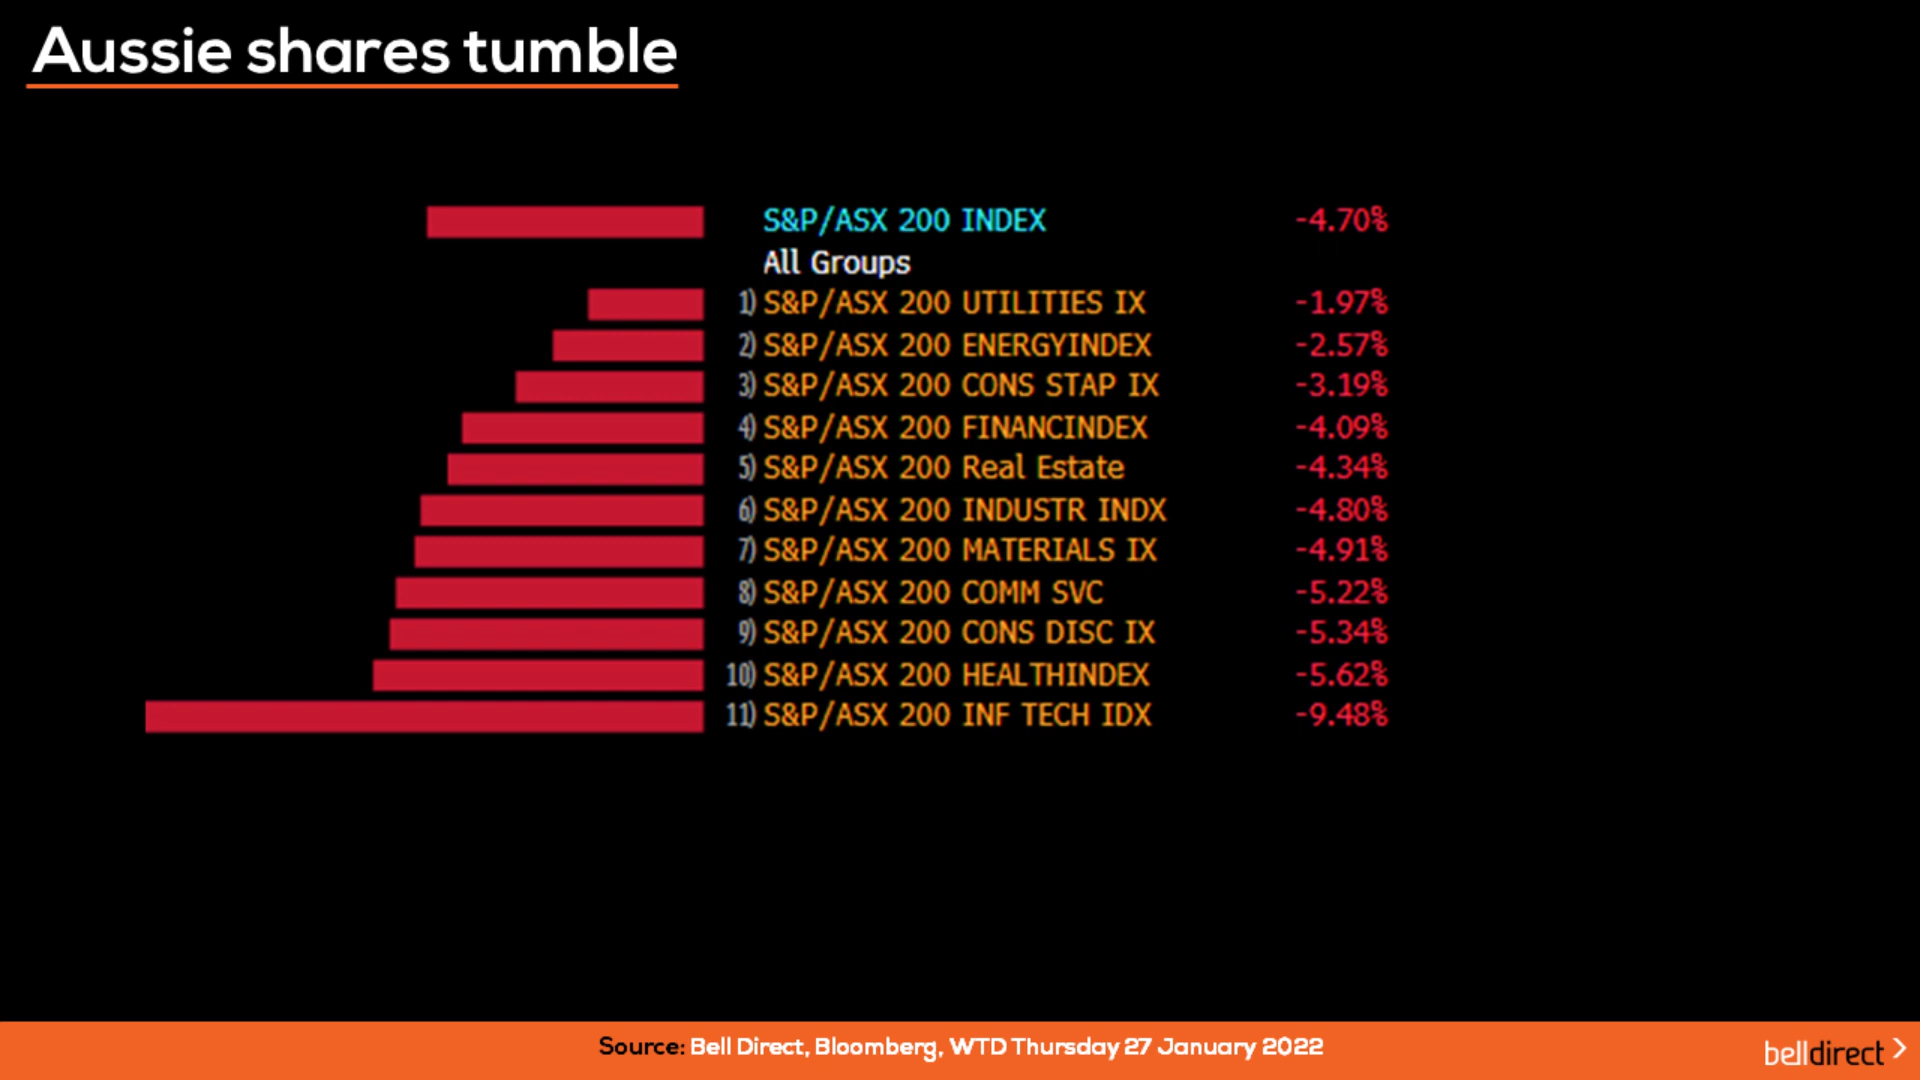 Aussie shares tumble
S&P/ASX 200 INDEX -4.70%
All Groups
1) S&P/ASX 200 UTILITIES IX -1.97%
2) S&P/ASX 200 ENERGYINDEX -2.57%
3) S&P/ASX 200 CONS STAP IX -3.19%
4) S&P/ASX 200 FINANCINDEX -4.09%
5) S&P/ASX 200 Real Estate -4.34%
6) S&P/ASX 200 INDUSTR INDX -4.80%
7) S&P/ASX 200 MATERIALS IX -4.91%
8) S&P/ASX 200 COMM SVC -5.22%
9) S&P/ASX 200 CONS DISC IX -5.34%
10) S&P/ASX 200 HEALTHINDEX -5.62%
11) S&P/ASX 200 INF TECH IDX -9.48%
Source: Bell Direct, Bloomberg, WTD Thursday 27 January 2022
belldirect